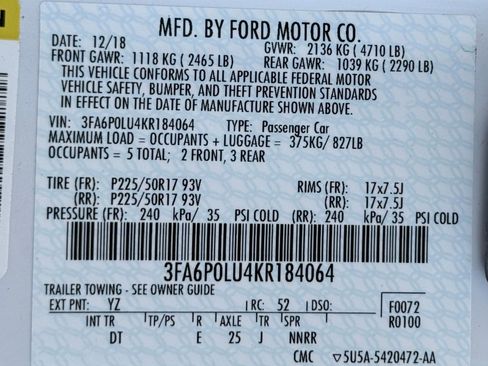 MFD. BY FORD MOTOR CO.
DATE: 12/18 GVWR: 2136 KG ( 4710 LB)
FRONT GAWR: 1118 KG ( 2465 LB) REAR GAWR: 1039 KG ( 2290 LB)
THIS VEHICLE CONFORMS TO ALL APPLICABLE FEDERAL MOTOR
VEHICLE SAFETY, BUMPER, AND THEFT PREVENTION STANDARDS
IN EFFECT ON THE DATE OF MANUFACTURE SHOWN ABOVE.
VIN: 3FA6P0LU4KR184064 TYPE: Passenger Car
MAXIMUM LOAD = OCCUPANTS + LUGGAGE = 375KG/ 827LB
OCCUPANTS = 5 TOTAL; 2 FRONT, 3 REAR
TIRE (FR): P225/50R17 93V RIMS (FR): 17x7.5J
(RR): P225/50R17 93V (RR): 17x7.5J
PRESSURE (FR): 240 kPa/ 35 PSI COLD (RR): 240 kPa/ 35 PSI COLD
3FA6P0LU4KR184064
TRAILER TOWING - SEE OWNER GUIDE
EXT PNT: YZ RC: 52 DSO: F0072
INT TR TP/PS R AXLE TR SPR R0100
DT E 25 J NNRR
CMC ▽5U5A-5420472-AA